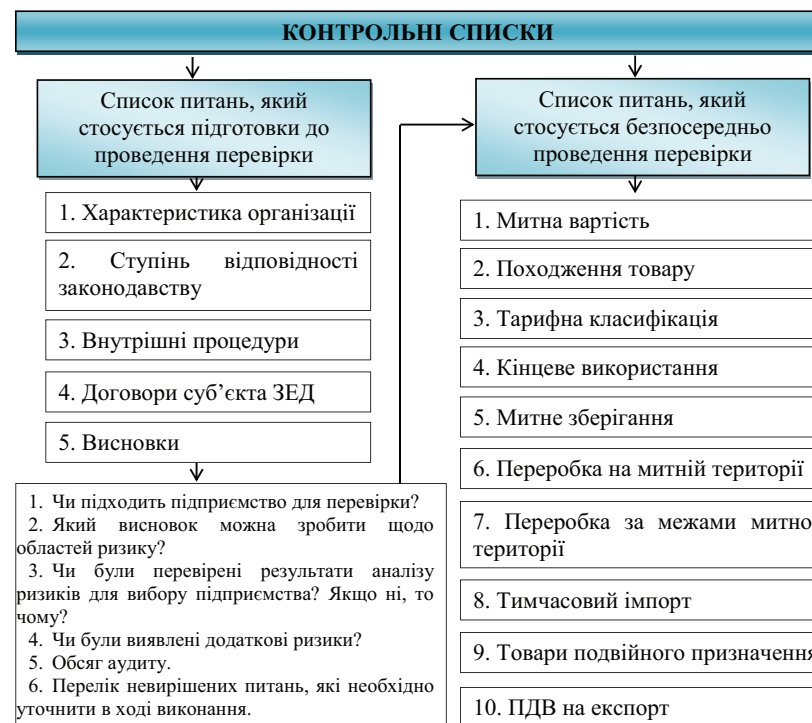 КОНТРОЛЬНІ СПИСКИ
Список питань, який
стосується підготовки до
проведення перевірки
1. Характеристика організації
2. Ступінь відповідності
законодавству
3. Внутрішні процедури
4. Договори суб’єкта ЗЕД
5. Висновки
1. Чи підходить підприємство для перевірки?
2. Який висновок можна зробити щодо
областей ризику?
3. Чи були перевірені результати аналізу
ризиків для вибору підприємства? Якщо ні, то
чому?
4. Чи були виявлені додаткові ризики?
5. Обсяг аудиту.
6. Перелік невирішених питань, які необхідно
уточнити в ході виконання.
Список питань, який
стосується безпосередньо
проведення перевірки
1. Митна вартість
2. Походження товару
3. Тарифна класифікація
4. Кінцеве використання
5. Митне зберігання
6. Переробка на митній території
7. Переробка за межами митно
території
8. Тимчасовий імпорт
9. Товари подвійного призначення
10. ПДВ на експорт